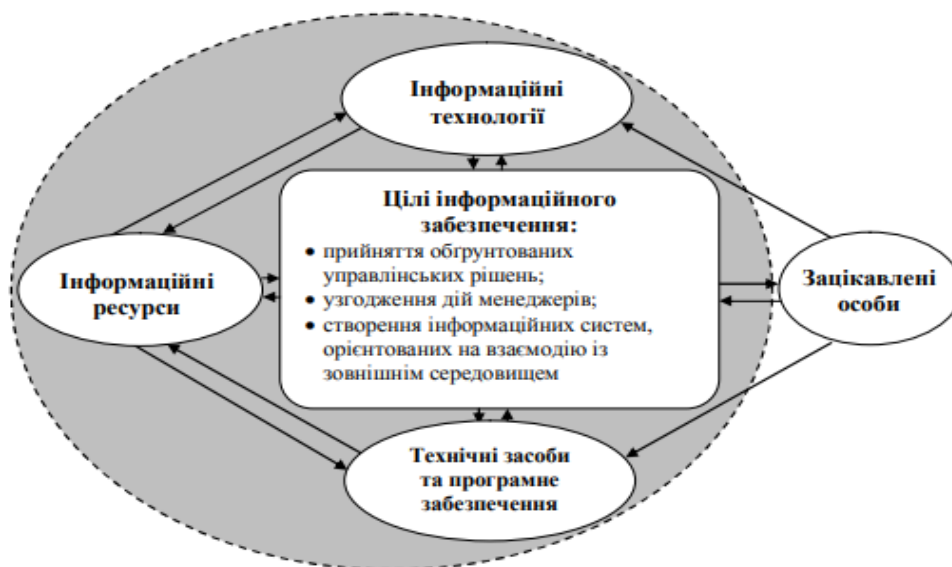 Інформаційні
технології
Цілі інформаційного
забезпечення:
• прийняття обґрунтованих
управлінських рішень;
• узгодження дій менеджерів;
• створення інформаційних систем,
орієнтованих на взаємодію із
зовнішнім середовищем
Інформаційні
ресурси
Зацікавлені
особи
Технічні засоби
та програмне
забезпечення